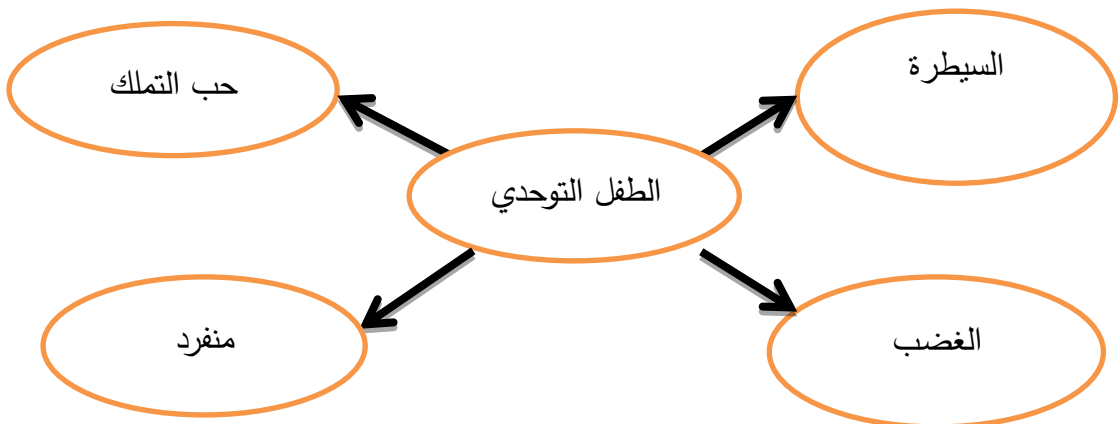 السيطرة
حب التملك
الطفل التوحدي
الغضب
منفرد